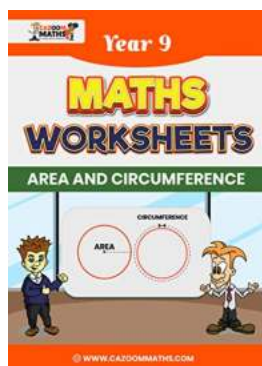 CAZOOM
MATHS
Year 9
MATHS
WORKSHEETS
AREA AND CIRCUMFERENCE
CIRCUMFERENCE
AREA
WWW.CAZOOMMATHS.COM